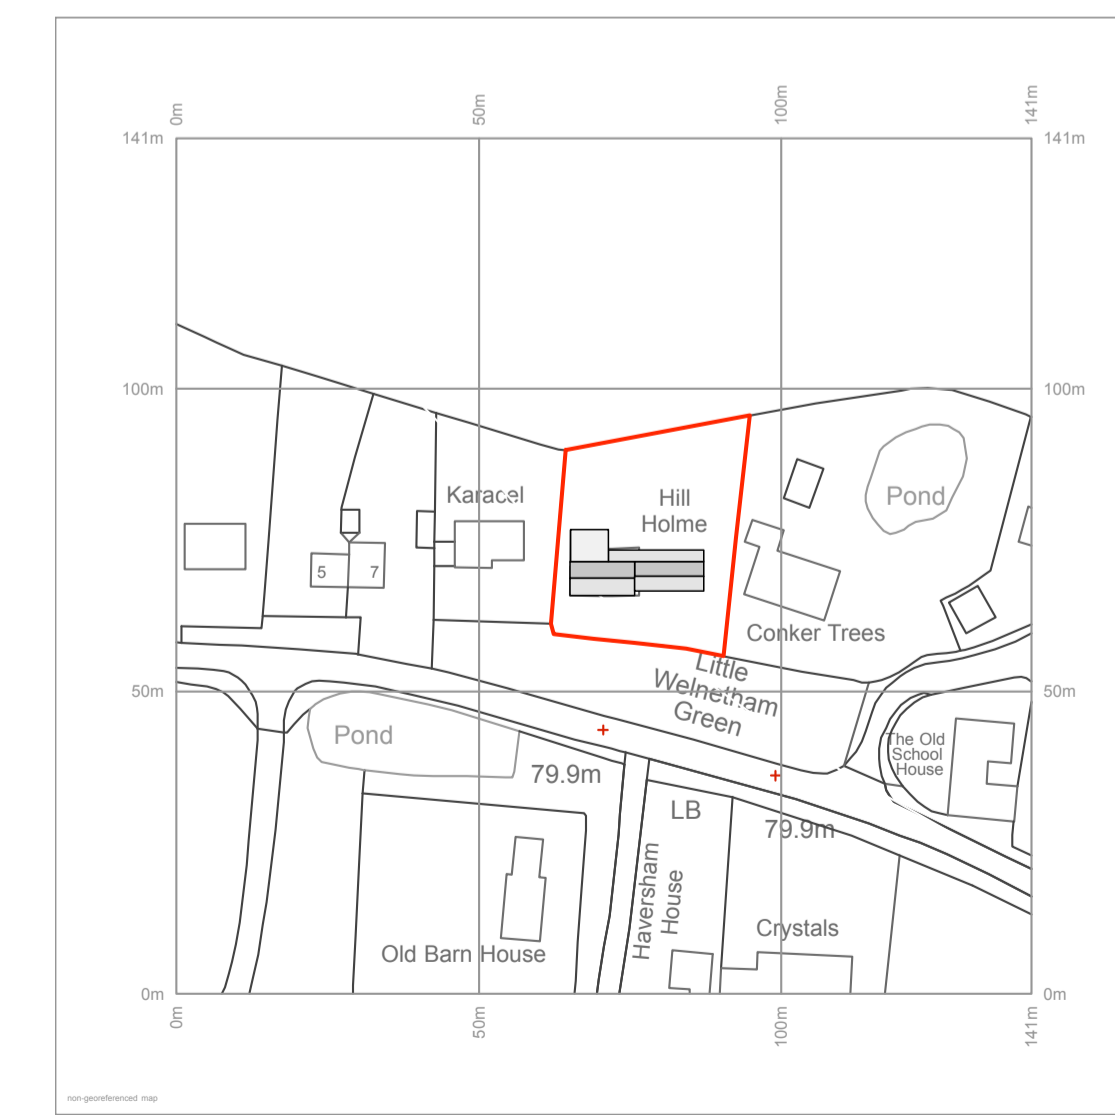 0m
50m
100m
141m
141m
141m
100m
100m
Karacel
Hill
Holme
Pond
5
7
Conker Trees
Little
Welnetham
Green
50m
50m
Pond
The Old
School
House
79.9m
LB
79.9m
Haversham
House
Crystals
Old Barn House
0m
0m
0m
50m
100m
141m
non-georeferenced map